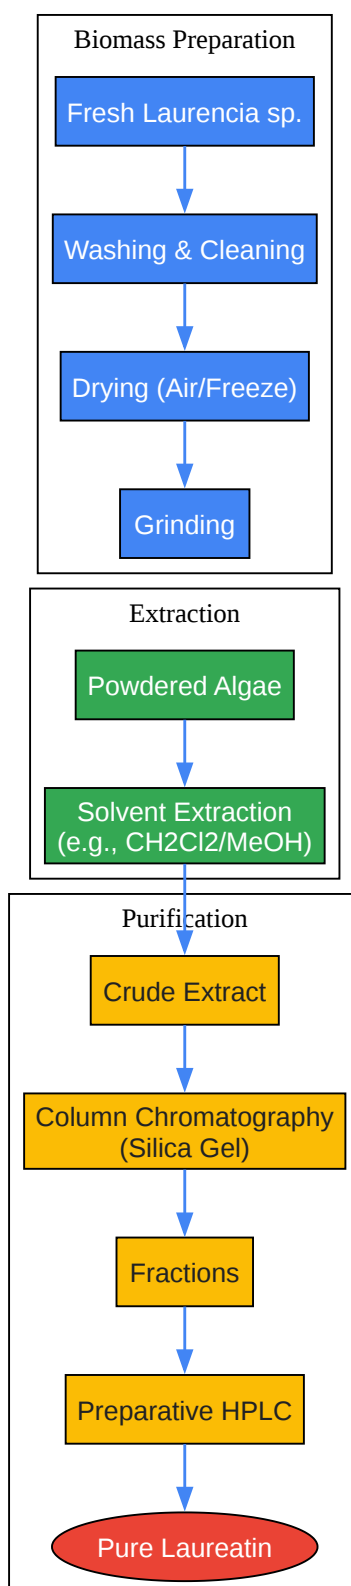 Biomass Preparation
Fresh Laurencia sp.
Washing & Cleaning
Drying (Air/Freeze)
Grinding
Extraction
Powdered Algae
Solvent Extraction
(e.g., CH2Cl2/MeOH)
Purification
Crude Extract
Column Chromatography
(Silica Gel)
Fractions
Preparative HPLC
Pure Laureatin